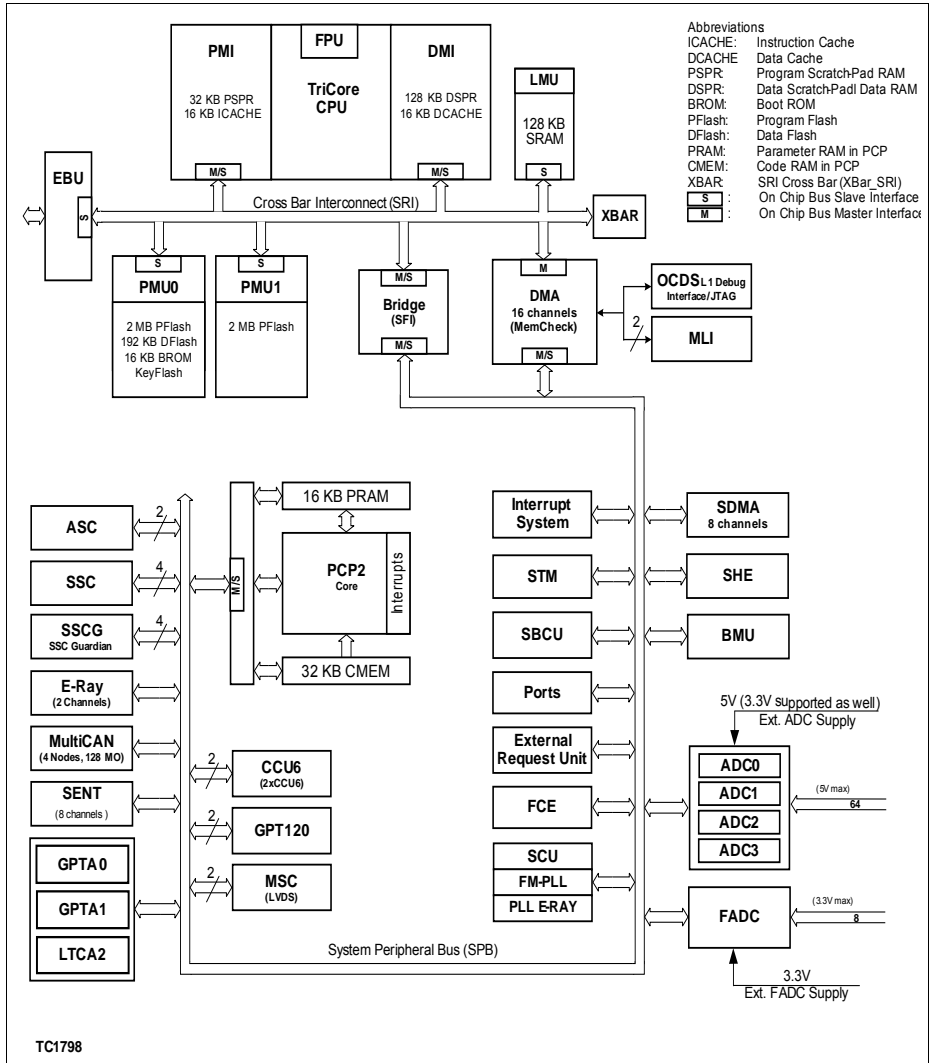 PMI
32 KB PSPR
16 KB ICACHE
M/S
FPU
TriCore
CPU
DMI
128 KB DSPR
16 KB DCACHE
M/S
LMU
128 KB
SRAM
S
Abbreviations
ICACHE: Instruction Cache
DCACHE Data Cache
PSPR: Program Scratch-Pad RAM
DSPR: Data Scratch-Padl Data RAM
BROM: Boot ROM
PFlash: Program Flash
DFlash: Data Flash
PRAM: Parameter RAM in PCP
CMEM: Code RAM in PCP
XBAR: SRI Cross Bar (XBar_SRI)
S : On Chip Bus Slave Interface
M : On Chip Bus Master Interface
EBU
S
Cross Bar Interconnect (SRI)
XBAR
S
PMU0
2 MB PFlash
192 KB DFlash
16 KB BROM
KeyFlash
S
PMU1
2 MB PFlash
M/S
Bridge
(SFI)
M/S
M
DMA
16 channels
(MemCheck)
M/S
OCDS L1 Debug
Interface/JTAG
2
MLI
ASC
2
SSC
4
SSCG
SSC Guardian
4
E-Ray
(2 Channels)
MultiCAN
(4 Nodes, 128 MO)
SENT
(8 channels )
GPTA0
GPTA1
LTCA2
M/S
16 KB PRAM
PCP2
Core
Interrupts
32 KB CMEM
2
CCU6
(2xCCU6)
2
GPT120
2
MSC
(LVDS)
Interrupt
System
STM
SBCU
Ports
External
Request Unit
FCE
SCU
FM-PLL
PLL E-RAY
SDMA
8 channels
SHE
BMU
5V (3.3V supported as well)
Ext. ADC Supply
ADC0
ADC1
ADC2
ADC3
(5V max)
64
FADC
(3.3V max)
8
3.3V
Ext. FADC Supply
System Peripheral Bus (SPB)
TC1798